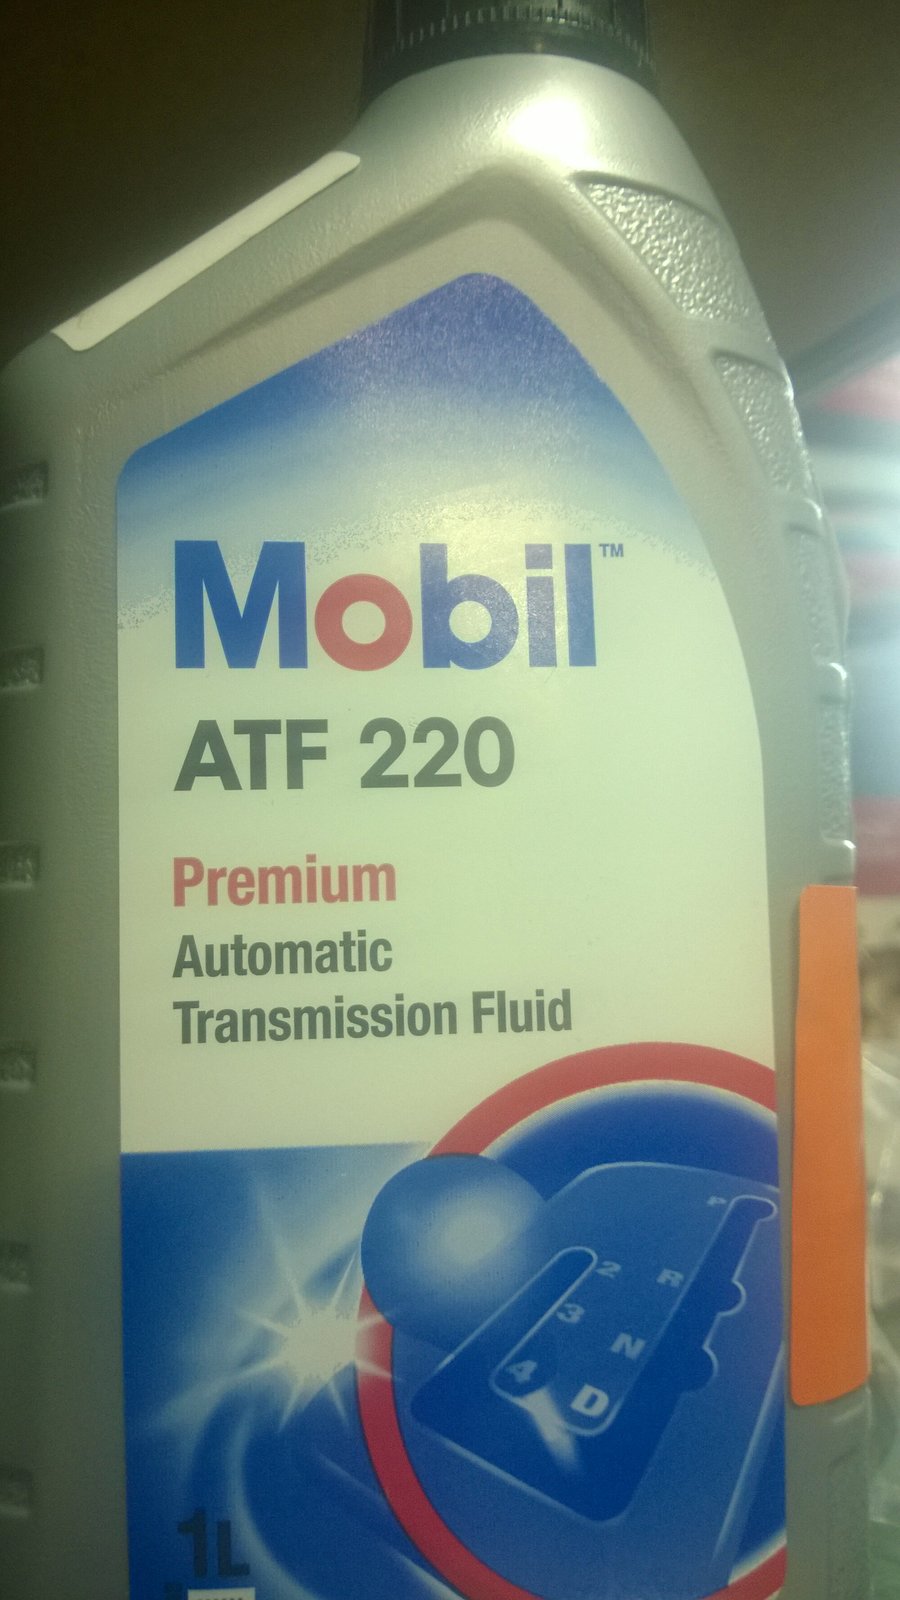 Mobil™
ATF 220
Premium
Automatic
Transmission Fluid
P
R
N
D
2
3
4
1L